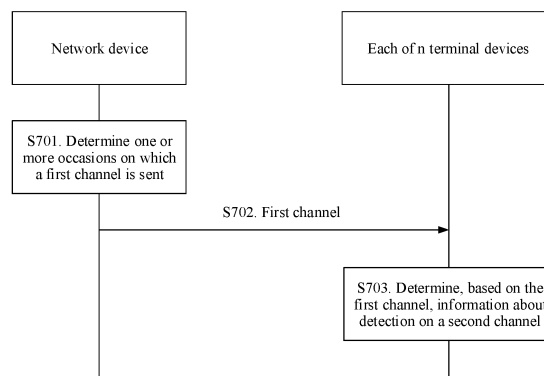 Network device
Each of n terminal devices
S701. Determine one or
more occasions on which
a first channel is sent
S702. First channel
S703. Determine, based on the
first channel, information about
detection on a second channel